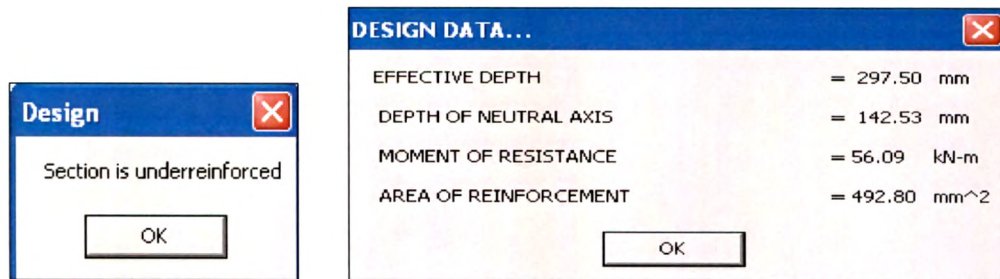 Design
Section is underreinforced
OK
DESIGN DATA...
EFFECTIVE DEPTH = 297.50 mm
DEPTH OF NEUTRAL AXIS = 142.53 mm
MOMENT OF RESISTANCE = 56.09 kN-m
AREA OF REINFORCEMENT = 492.80 mm^2
OK